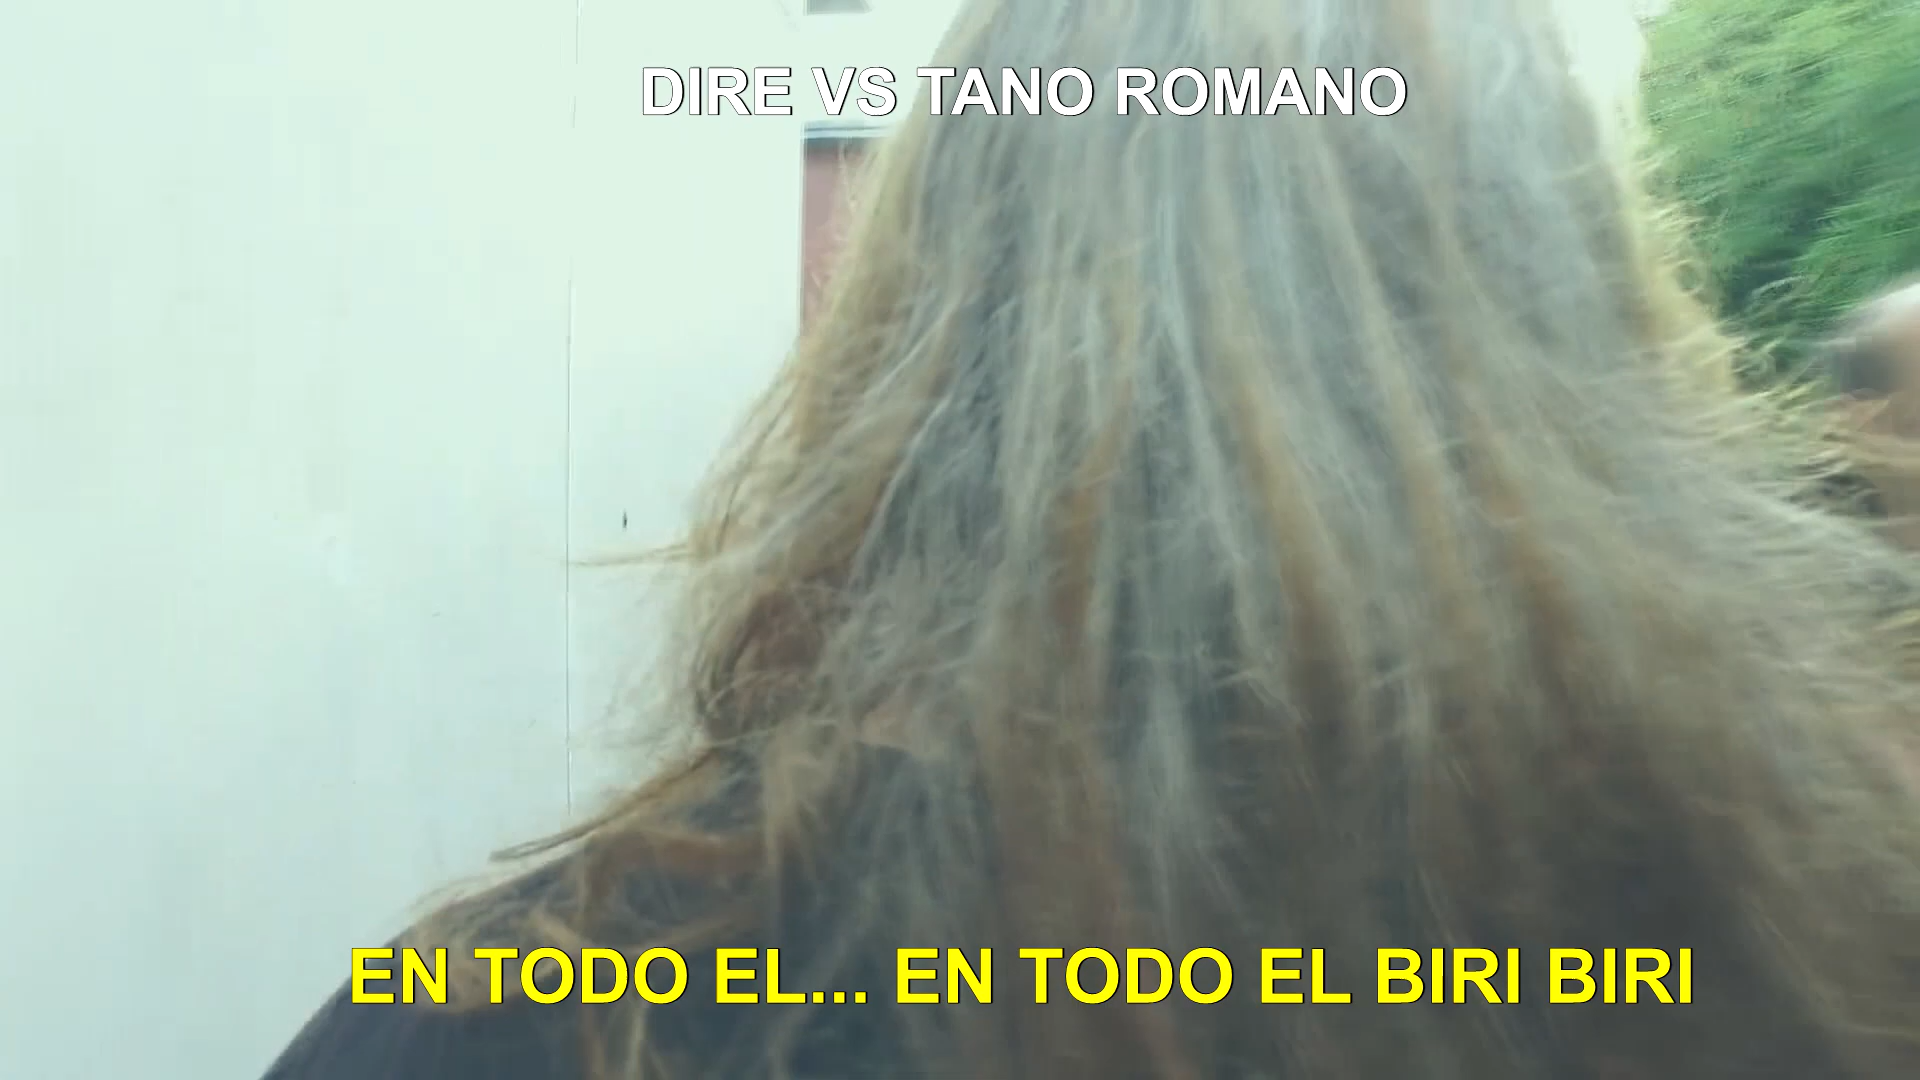 DIRE VS TANO ROMANO
EN TODO EL... EN TODO EL BIRI BIRI